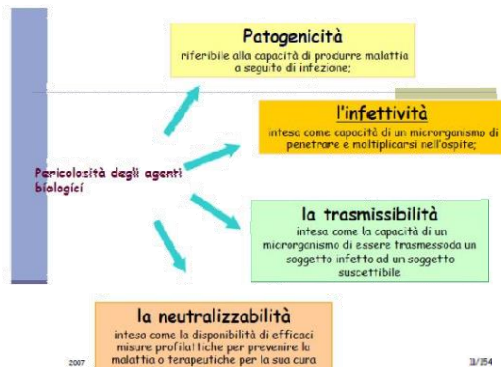 Patogenicità
riferibile alla capacità di produrre malattia
a seguito di infezione;
l'infettività
intesa come capacità di un microrganismo di
penetrare e moltiplicarsi nell'ospite;
Pericolosità degli agenti
biologici
la trasmissibilità
intesa come la capacità di un
microrganismo di essere trasmessoda un
soggetto infetto ad un soggetto
suscettibile
la neutralizzabilità
intesa come la disponibilità di efficaci
misure profilattiche per prevenire la
malattia o terapeutiche per la sua cura
2007
11/154